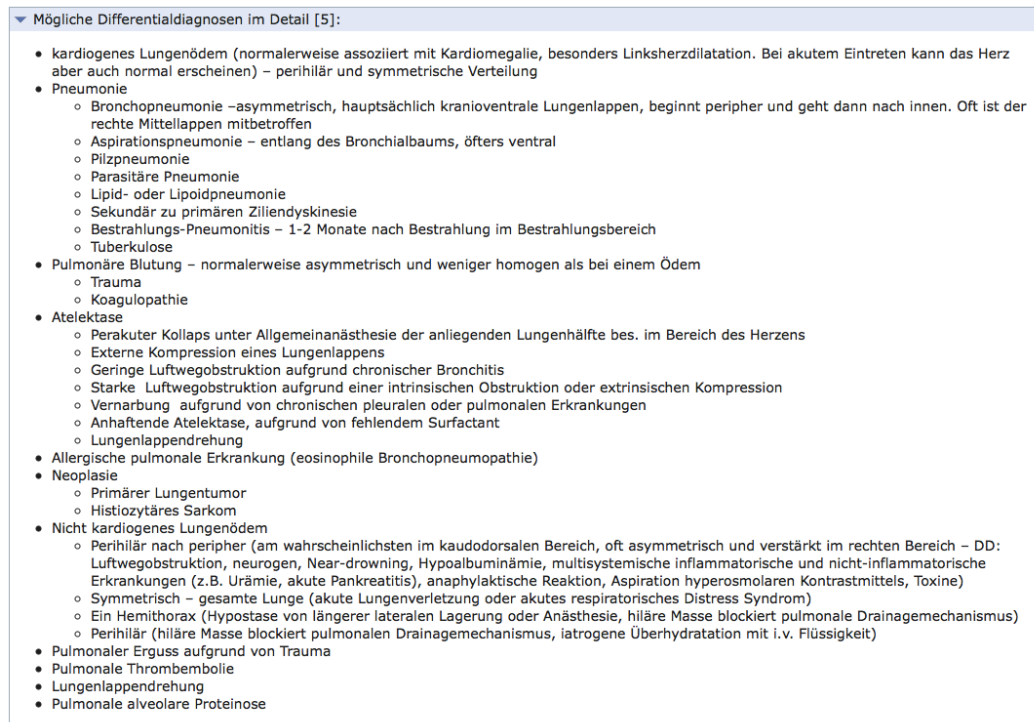 Mögliche Differentialdiagnosen im Detail [5]:
kardiogenes Lungenödem (normalerweise assoziiert mit Kardiomegalie, besonders Linksherzdilatation. Bei akutem Eintreten kann das Herz
aber auch normal erscheinen) – perihilär und symmetrische Verteilung
Pneumonie
Bronchopneumonie –asymmetrisch, hauptsächlich kranioventrale Lungenlappen, beginnt peripher und geht dann nach innen. Oft ist der
rechte Mittellappen mitbetroffen
Aspirationspneumonie – entlang des Bronchialbaums, öfters ventral
Pilzpneumonie
Parasitäre Pneumonie
Lipid- oder Lipoidpneumonie
Sekundär zu primären Ziliendyskinesie
Bestrahlungs-Pneumonitis – 1-2 Monate nach Bestrahlung im Bestrahlungsbereich
Tuberkulose
Pulmonäre Blutung – normalerweise asymmetrisch und weniger homogen als bei einem Ödem
Trauma
Koagulopathie
Atelektase
Perakuter Kollaps unter Allgemeinanästhesie der anliegenden Lungenhälfte bes. im Bereich des Herzens
Externe Kompression eines Lungenlappens
Geringe Luftwegobstruktion aufgrund chronischer Bronchitis
Starke Luftwegobstruktion aufgrund einer intrinsischen Obstruktion oder extrinsischen Kompression
Vernarbung aufgrund von chronischen pleuralen oder pulmonalen Erkrankungen
Anhaftende Atelektase, aufgrund von fehlendem Surfactant
Lungenlappendrehung
Allergische pulmonale Erkrankung (eosinophile Bronchopneumopathie)
Neoplasie
Primärer Lungentumor
Histiozytäres Sarkom
Nicht kardiogenes Lungenödem
Perihilär nach peripher (am wahrscheinlichsten im kaudodorsalen Bereich, oft asymmetrisch und verstärkt im rechten Bereich – DD:
Luftwegobstruktion, neurogen, Near-drowning, Hypoalbuminämie, multisystemische inflammatorische und nicht-inflammatorische
Erkrankungen (z.B. Urämie, akute Pankreatitis), anaphylaktische Reaktion, Aspiration hyperosmolaren Kontrastmittels, Toxine)
Symmetrisch – gesamte Lunge (akute Lungenverletzung oder akutes respiratorisches Distress Syndrom)
Ein Hemithorax (Hypostase von längerer lateralen Lagerung oder Anästhesie, hiläre Masse blockiert pulmonale Drainagemechanismus)
Perihilär (hiläre Masse blockiert pulmonalen Drainagemechanismus, iatrogene Überhydratation mit i.v. Flüssigkeit)
Pulmonaler Erguss aufgrund von Trauma
Pulmonale Thrombembolie
Lungenlappendrehung
Pulmonale alveolare Proteinose